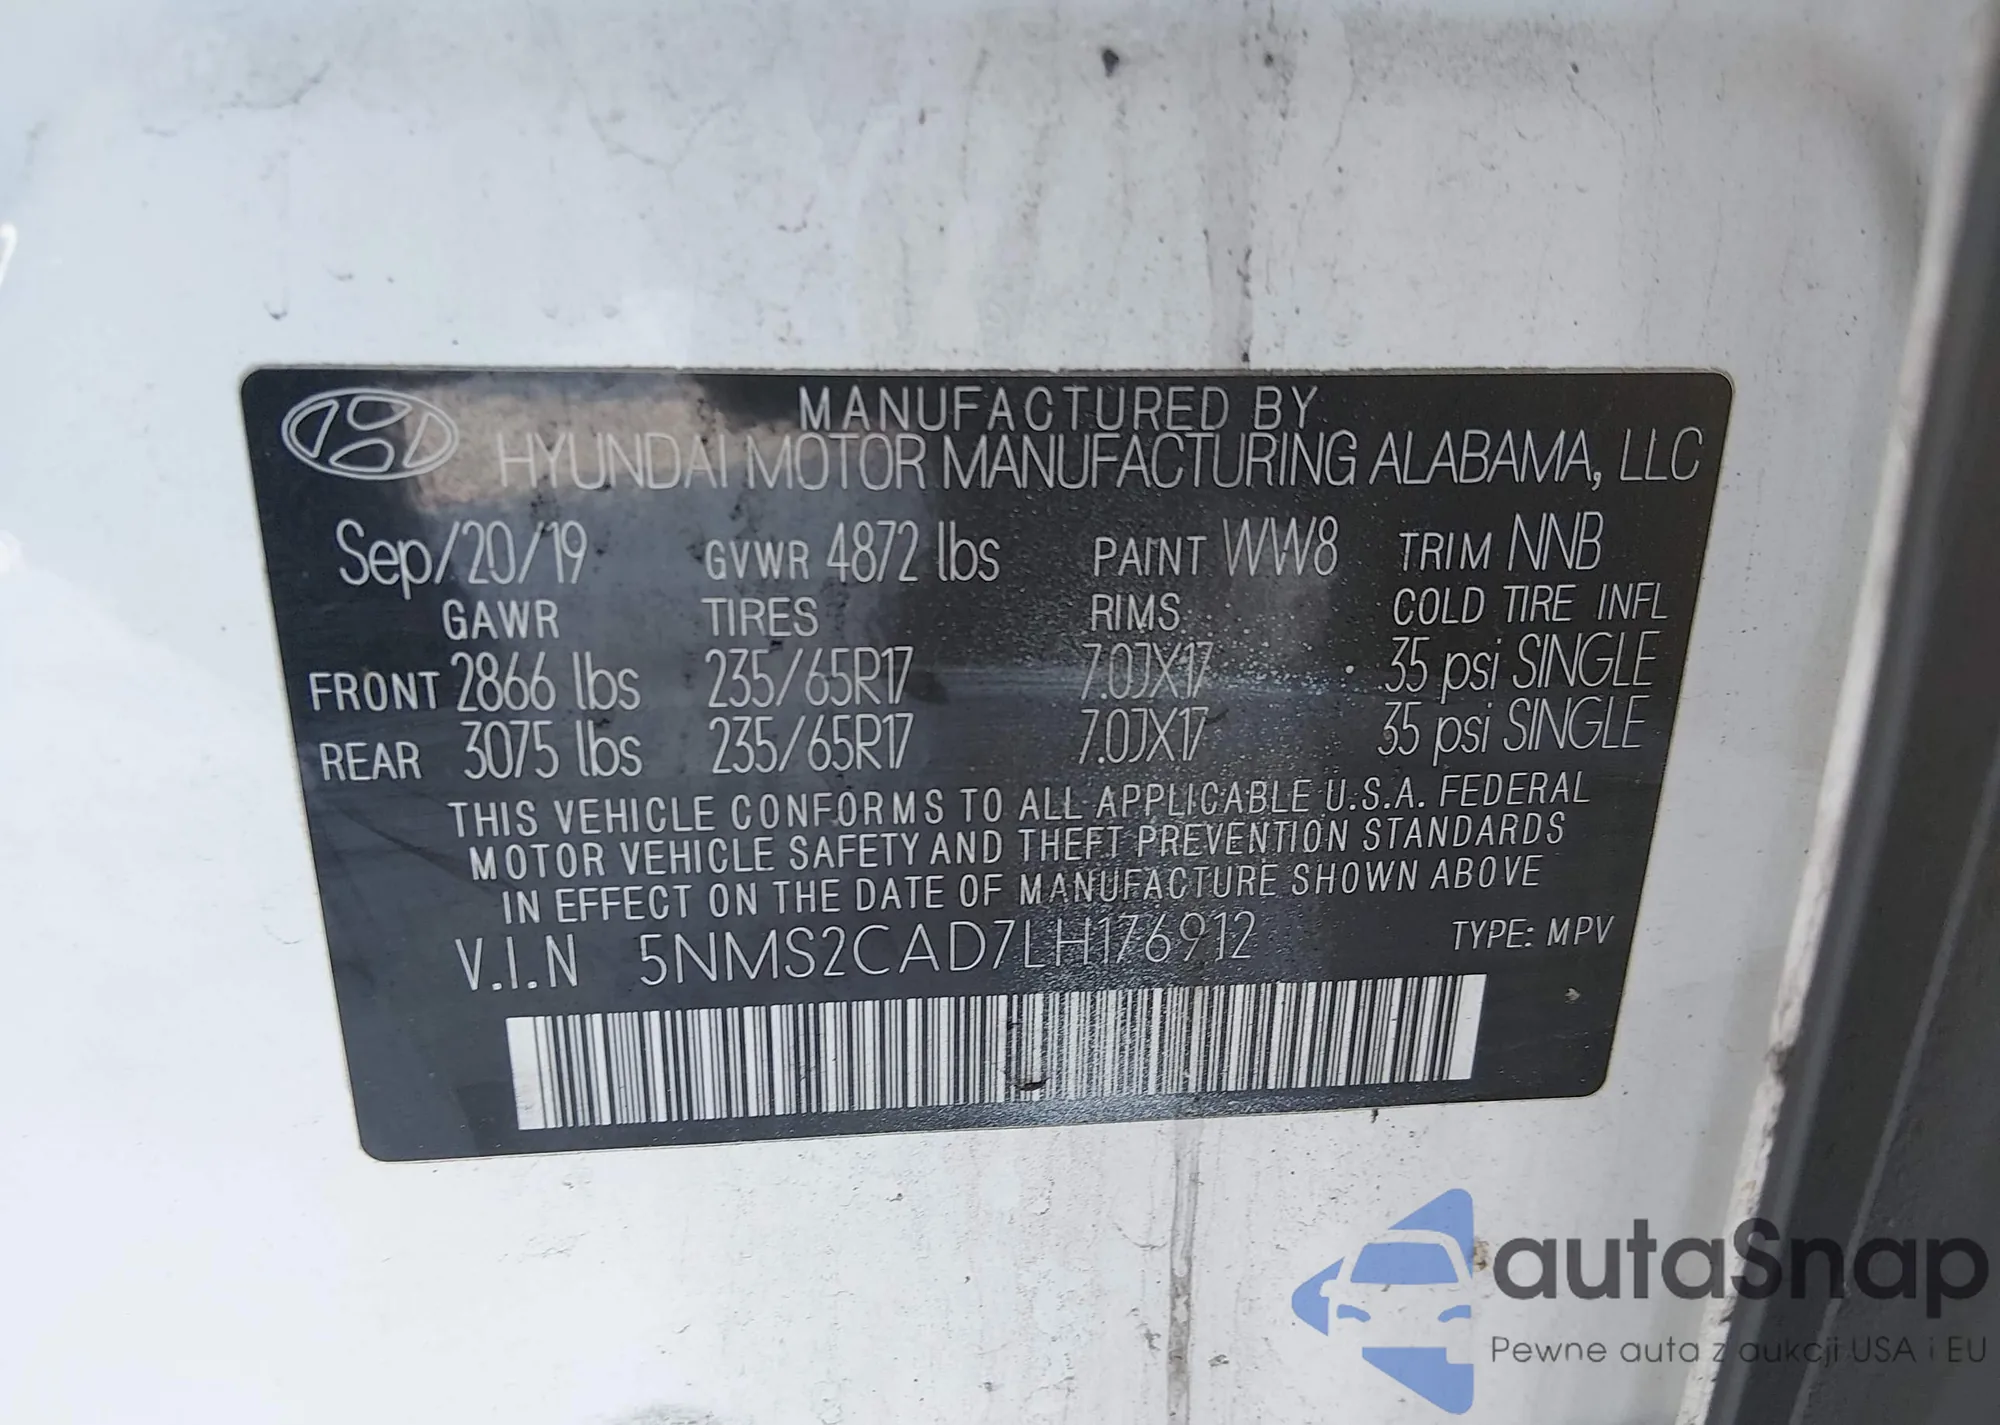 MANUFACTURED BY
HYUNDAI MOTOR MANUFACTURING ALABAMA, LLC
Sep/20/19 GVWR 4872 lbs PAINT WW8 TRIM NNB
GAWR TIRES RIMS COLD TIRE INFL
FRONT 2866 lbs 235/65R17 7.0JX17 35 psi SINGLE
REAR 3075 lbs 235/65R17 7.0JX17 35 psi SINGLE
THIS VEHICLE CONFORMS TO ALL APPLICABLE U.S.A. FEDERAL
MOTOR VEHICLE SAFETY AND THEFT PREVENTION STANDARDS
IN EFFECT ON THE DATE OF MANUFACTURE SHOWN ABOVE
V.I.N 5NMS2CAD7LH176912 TYPE: MPV
autaSnap
Pewne auta z aukcji USA i EU